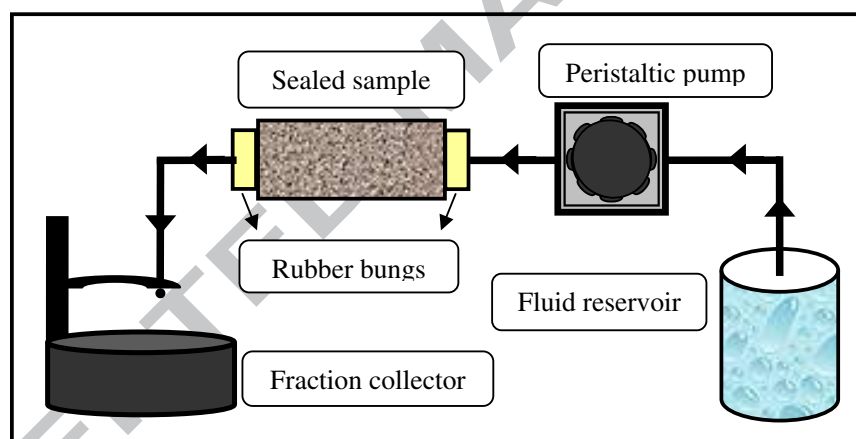 Sealed sample
Peristaltic pump
Rubber bungs
Fluid reservoir
Fraction collector